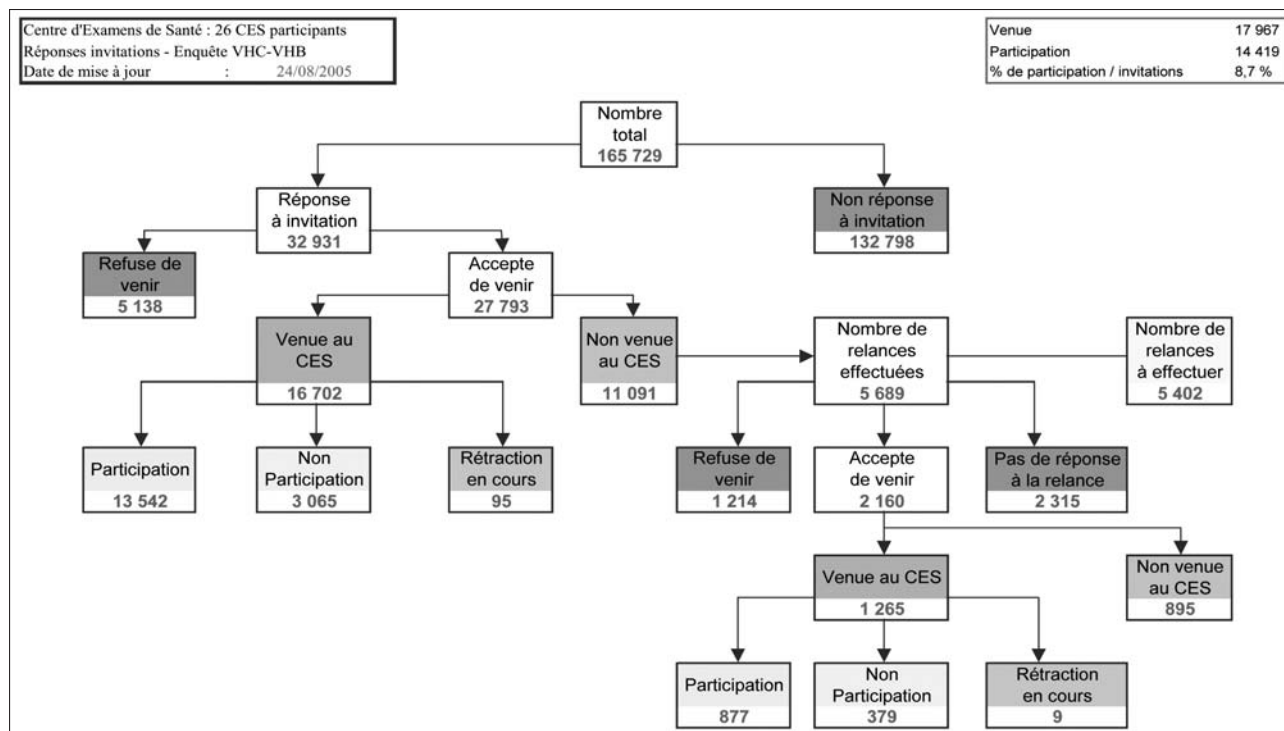 Centre d'Examens de Santé : 26 CES participants
Réponses invitations - Enquête VHC-VHB
Date de mise à jour : 24/08/2005
Venue 17 967
Participation 14 419
% de participation / invitations 8,7 %
Nombre
total
165 729
Réponse
à invitation
32 931
Non réponse
à invitation
132 798
Refuse de
venir
5 138
Accepte
de venir
27 793
Venue au
CES
16 702
Non venue
au CES
11 091
Nombre de
relances
effectuées
5 689
Nombre de
relances
à effectuer
5 402
Participation
13 542
Non
Participation
3 065
Rétraction
en cours
95
Refuse de
venir
1 214
Accepte
de venir
2 160
Pas de réponse
à la relance
2 315
Venue au CES
1 265
Non venue
au CES
895
Participation
877
Non
Participation
379
Rétraction
en cours
9